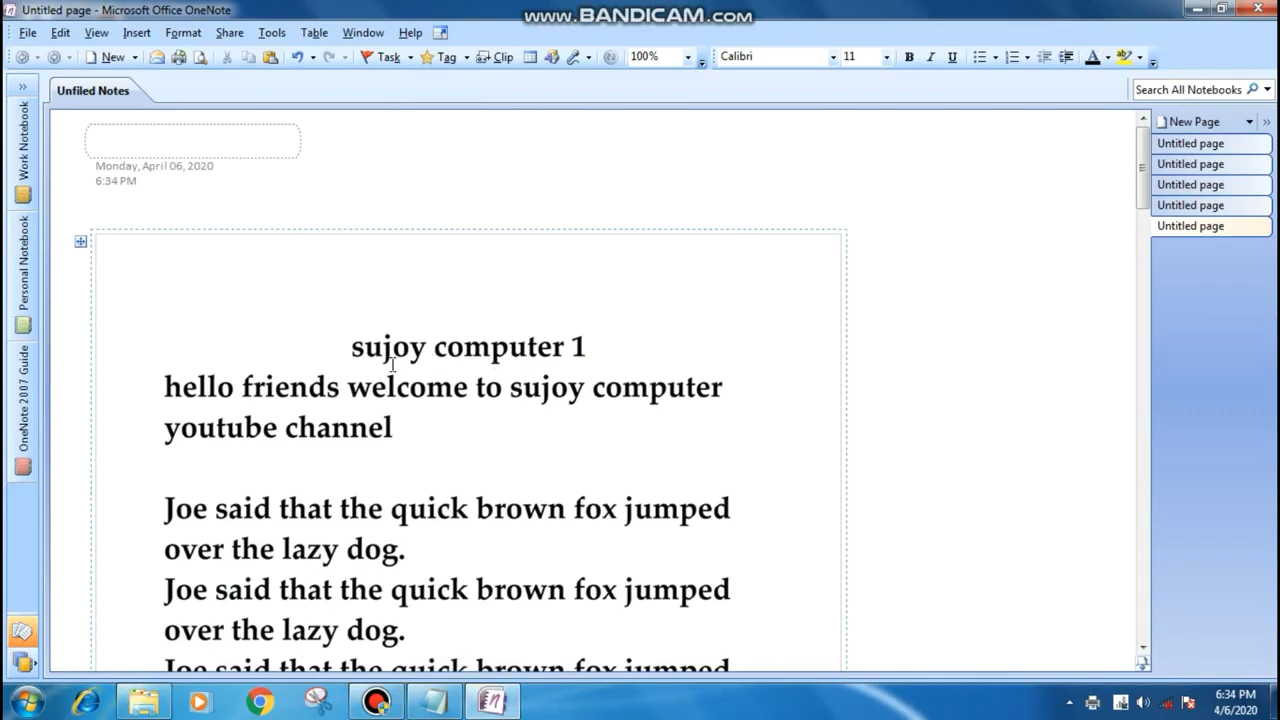 Untitled page - Microsoft Office OneNote
www.BANDICAM.com
File Edit View Insert Format Share Tools Table Window Help
New Task Tag Clip 100% Calibri 11 B I U A ab
Unfiled Notes
Search All Notebooks
Work Notebook
Personal Notebook
OneNote 2007 Guide
Monday, April 06, 2020
6:34 PM
sujoy computer 1
hello friends welcome to sujoy computer
youtube channel
Joe said that the quick brown fox jumped
over the lazy dog.
Joe said that the quick brown fox jumped
over the lazy dog.
Joe said that the quick brown fox jumped
New Page
Untitled page
Untitled page
Untitled page
Untitled page
Untitled page
6:34 PM
4/6/2020